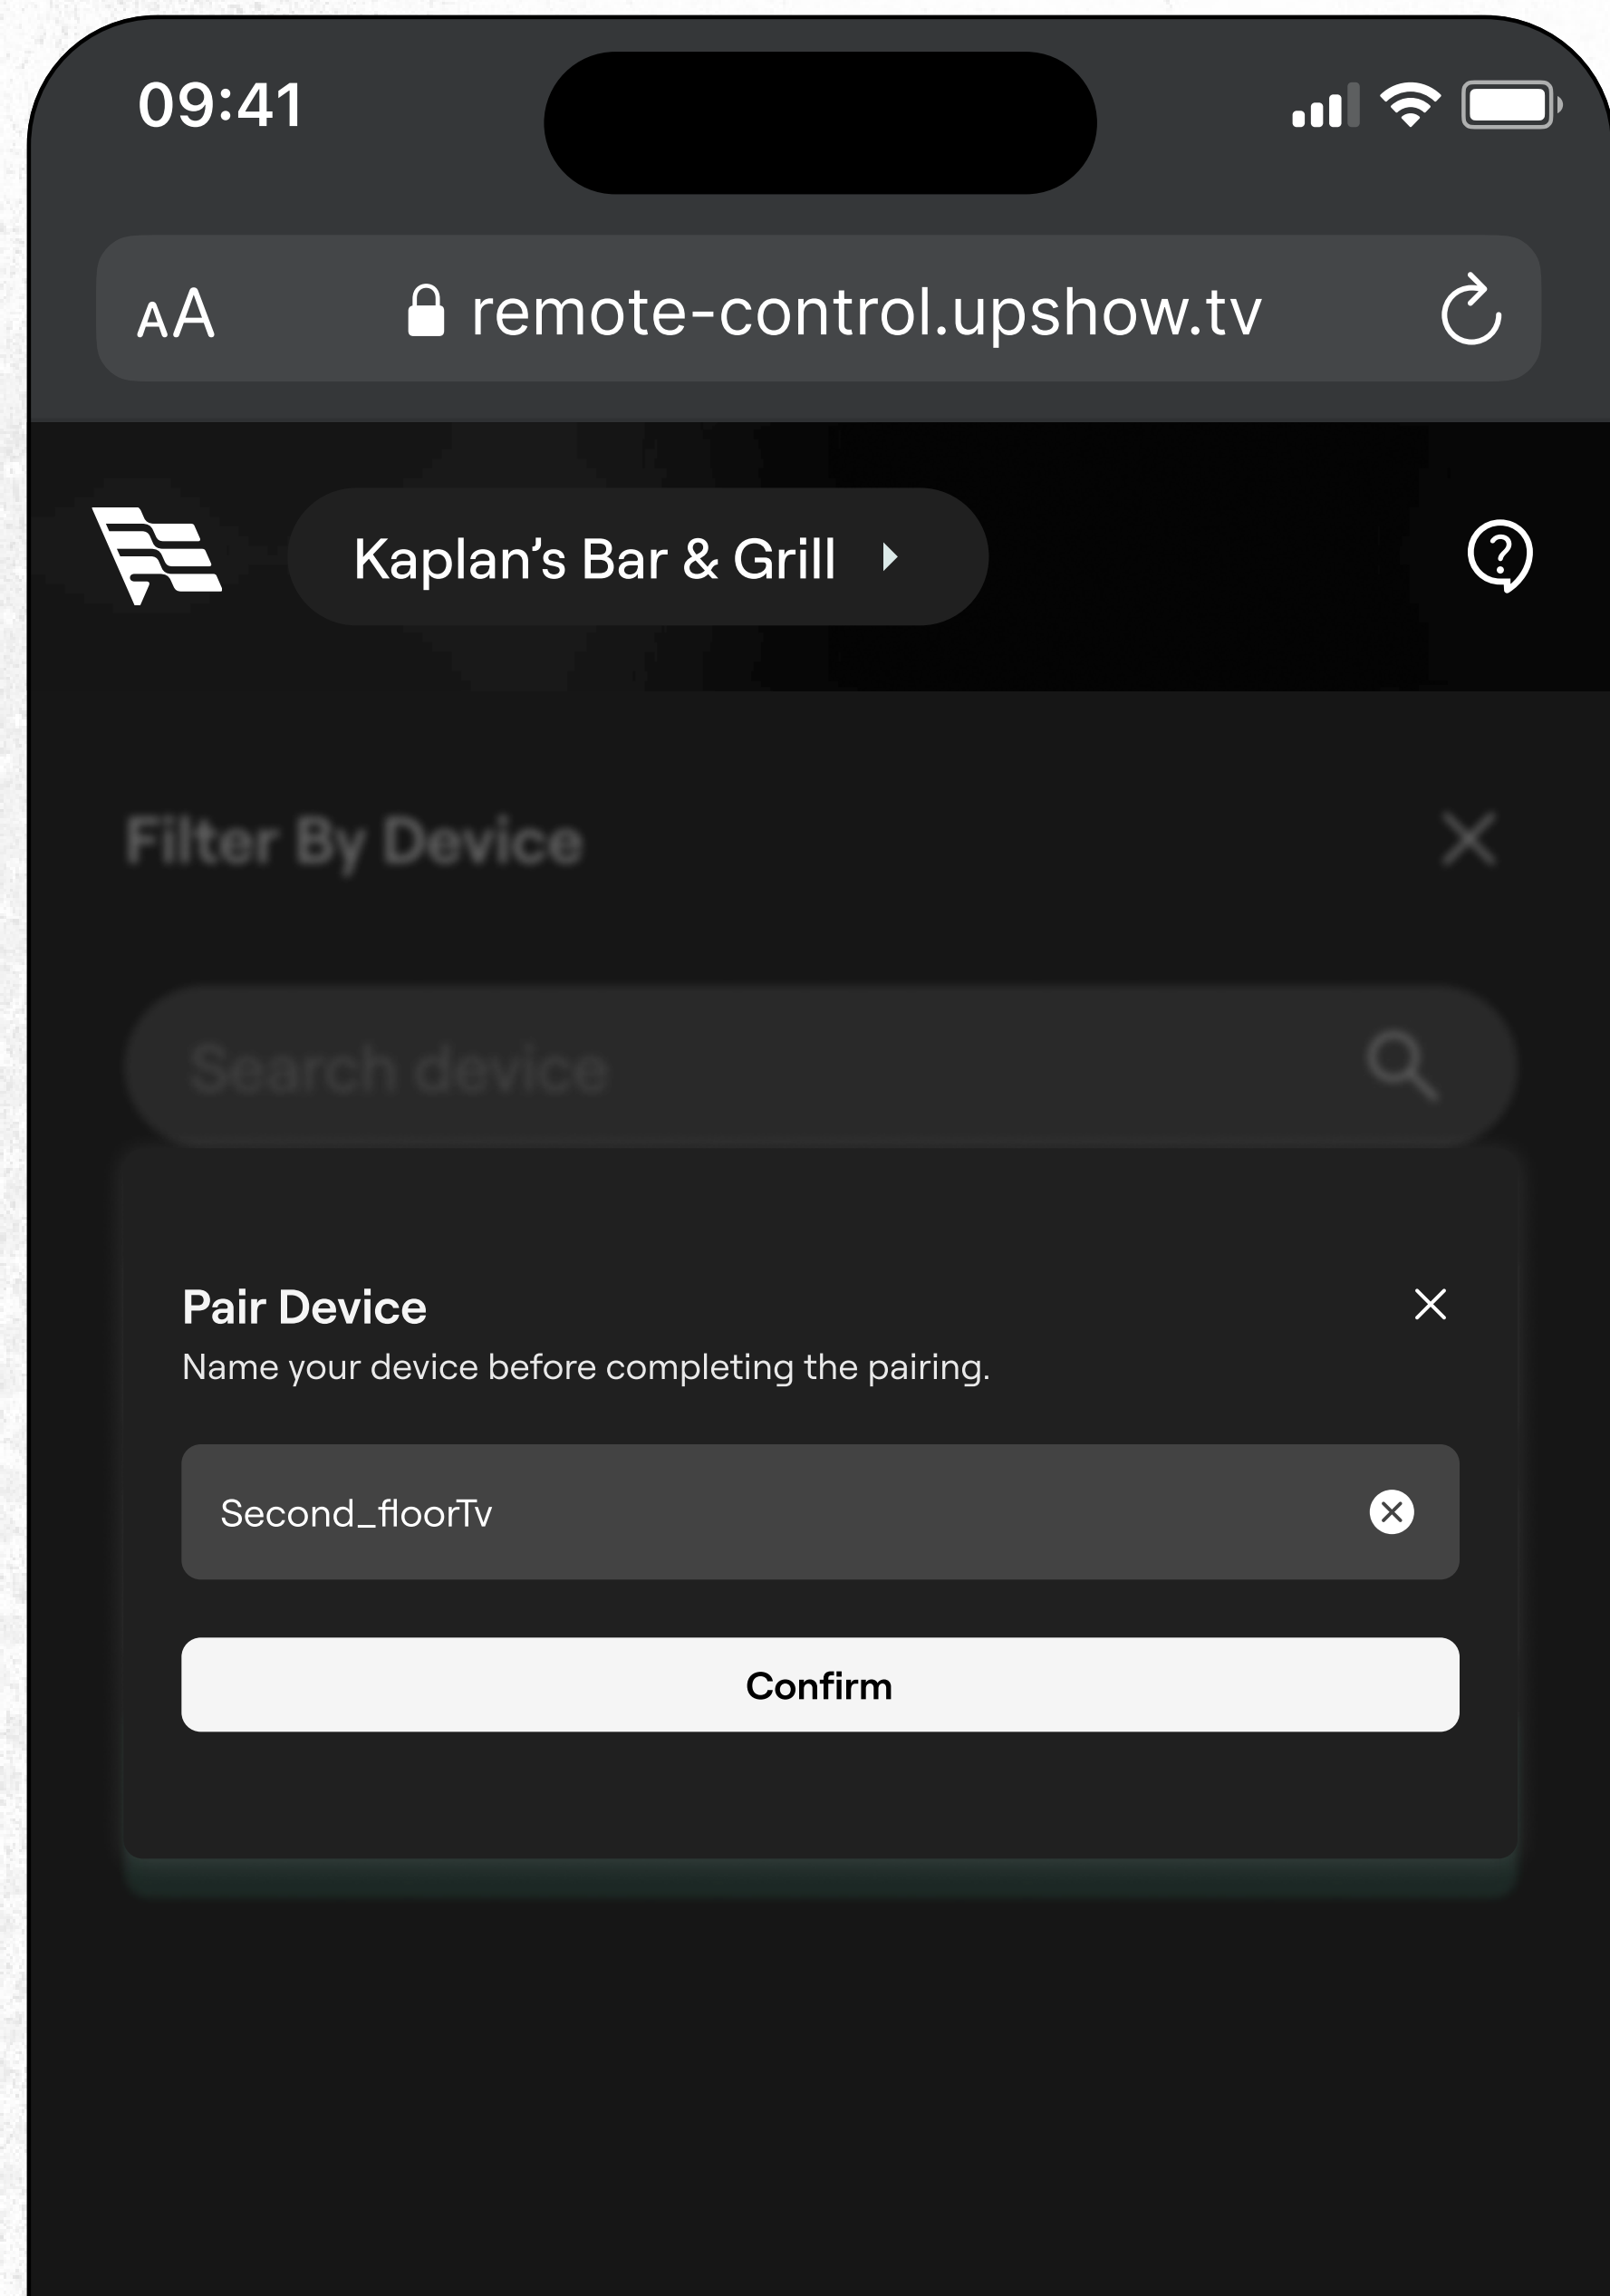 09:41
AA remote-control.upshow.tv
Kaplan’s Bar & Grill
Filter By Device
Search device
Pair Device
Name your device before completing the pairing.
Second_floorTv
Confirm